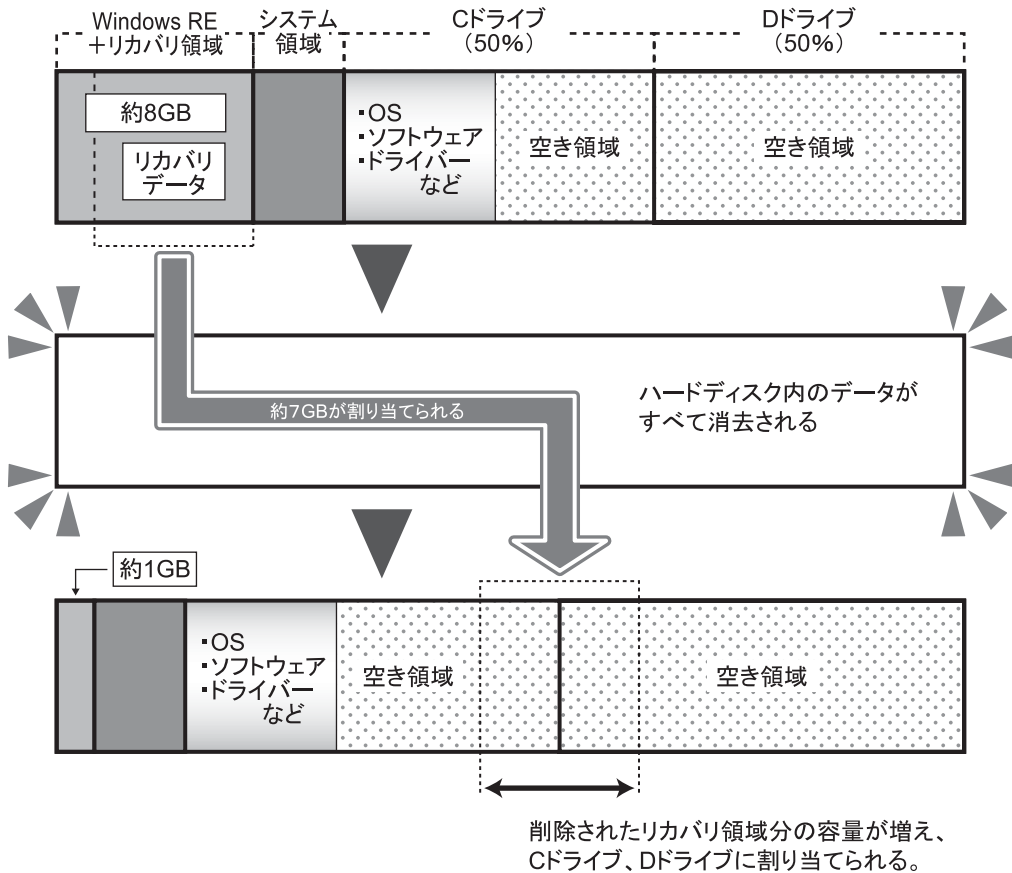 Windows RE
＋リカバリ領域
システム
領域
Cドライブ
（50％）
Dドライブ
（50％）
約8GB
リカバリ
データ
・OS
・ソフトウェア
・ドライバー
など
空き領域
空き領域
約7GBが割り当てられる
ハードディスク内のデータが
すべて消去される
約1GB
・OS
・ソフトウェア
・ドライバー
など
空き領域
空き領域
削除されたリカバリ領域分の容量が増え、
Cドライブ、Dドライブに割り当てられる。